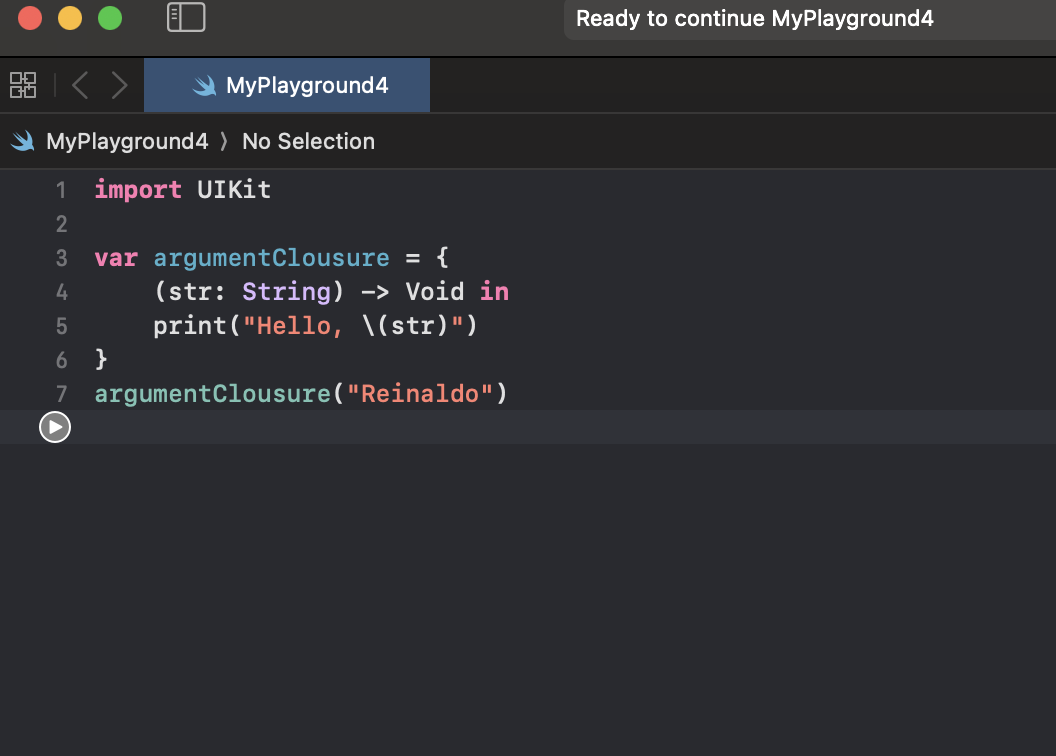 Ready to continue MyPlayground4
MyPlayground4
MyPlayground4 ⟩ No Selection
1 import UIKit
2
3 var argumentClousure = {
4     (str: String) -> Void in
5     print("Hello, \(str)")
6 }
7 argumentClousure("Reinaldo")